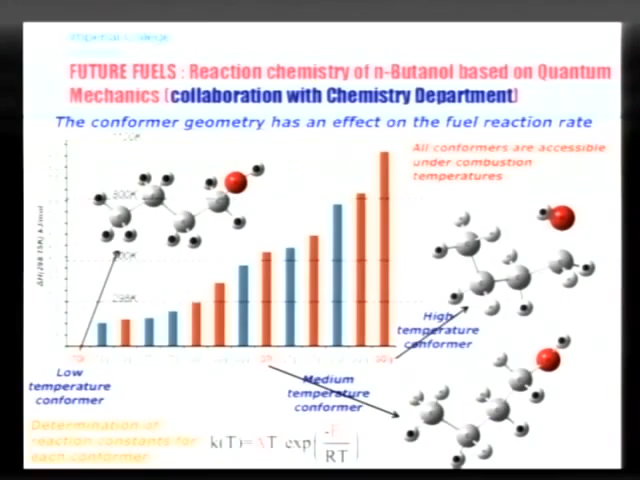 FUTURE FUELS : Reaction chemistry of n-Butanol based on Quantum
Mechanics (collaboration with Chemistry Department)
The conformer geometry has an effect on the fuel reaction rate
All conformers are accessible
under combustion
temperatures
800K
298K
High
temperature
conformer
Low
temperature
conformer
Medium
temperature
conformer
Determination of
reaction constants for
each conformer
k(T)=AT exp(-E/RT)